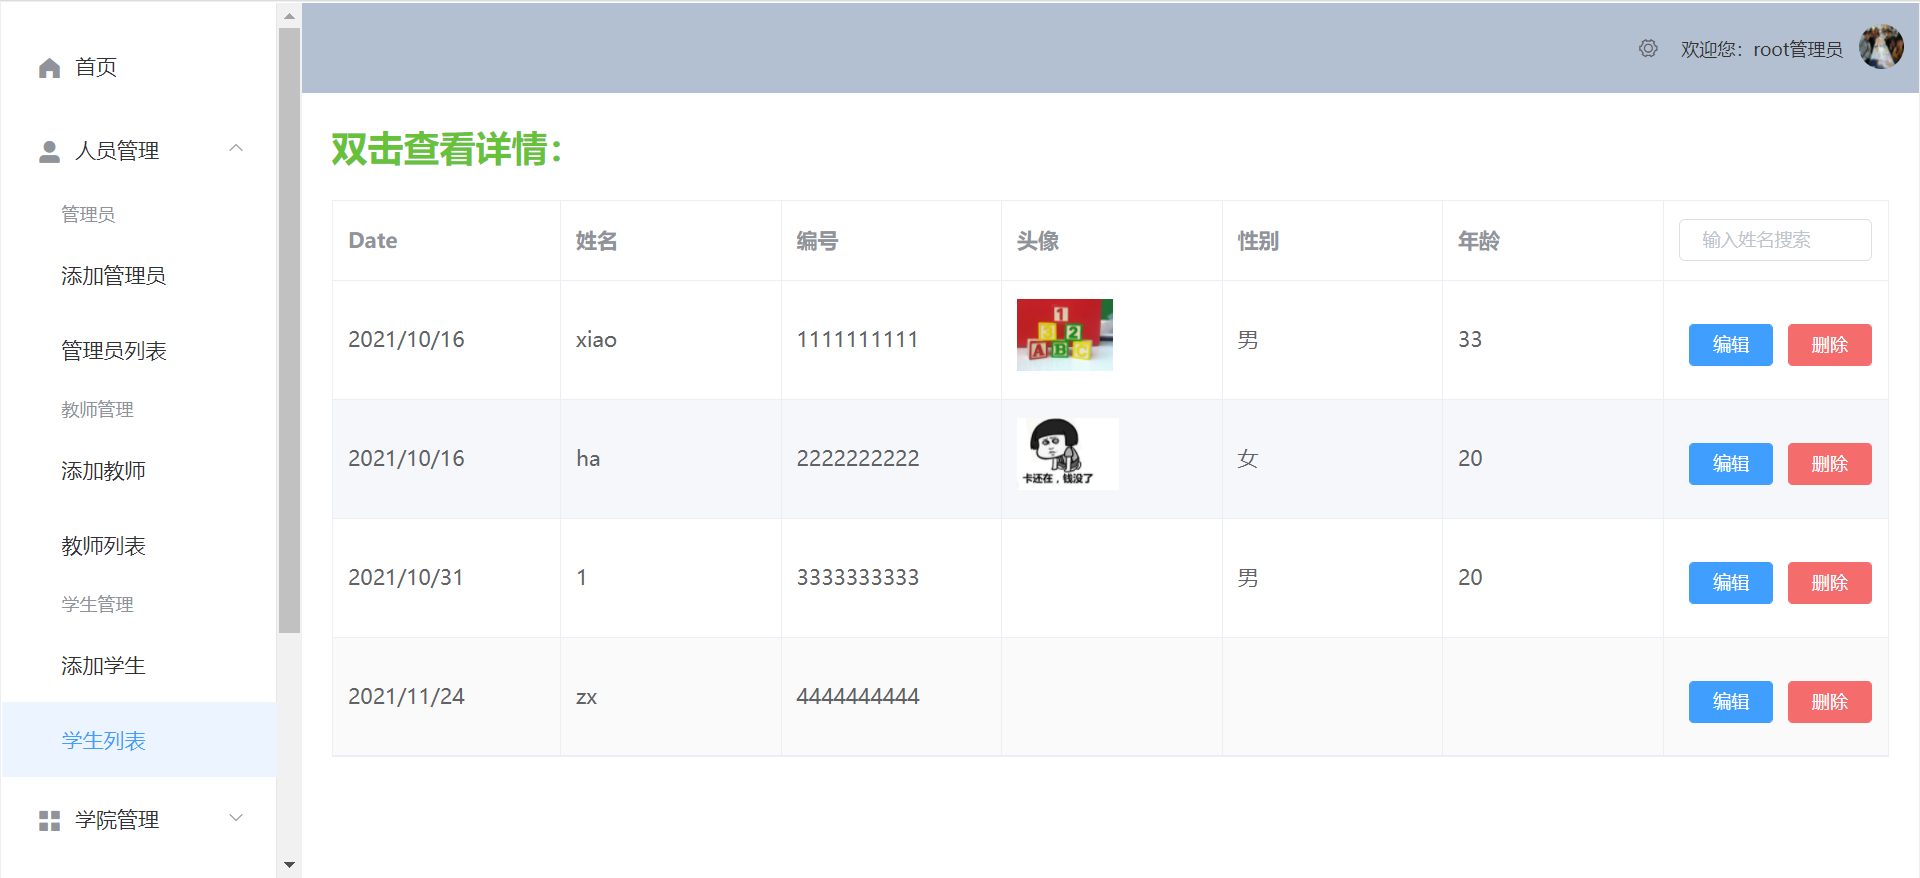 首页
人员管理
管理员
添加管理员
管理员列表
教师管理
添加教师
教师列表
学生管理
添加学生
学生列表
学院管理
欢迎您：root管理员
双击查看详情：
Date 姓名 编号 头像 性别 年龄 输入姓名搜索
1
3 2
A B C
2021/10/16 xiao 1111111111 男 33 编辑 删除
2021/10/16 ha 2222222222 女 20 编辑 删除
卡还在，钱没了
2021/10/31 1 3333333333 男 20 编辑 删除
2021/11/24 zx 4444444444 编辑 删除